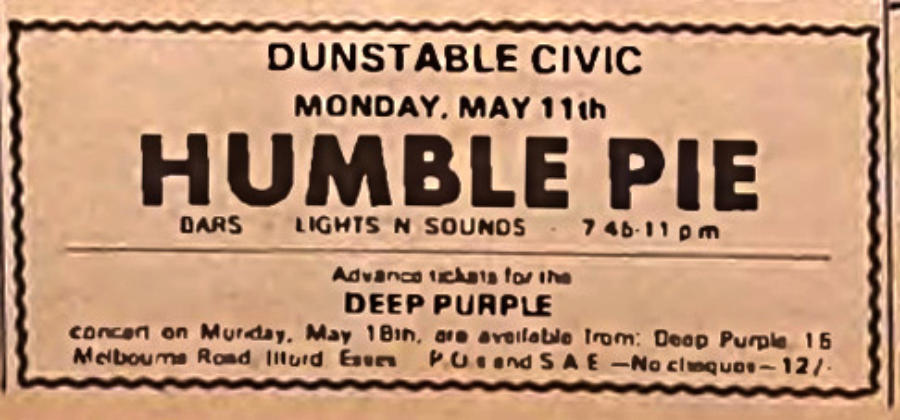 DUNSTABLE CIVIC
MONDAY, MAY 11th
HUMBLE PIE
BARS LIGHTS N SOUNDS · 7 45-11 pm
Advance tickets for the
DEEP PURPLE
concert on Monday, May 18th, are available from: Deep Purple 15
Melbourne Road Ilford Essex P.O s and S A E —No cheques— 12/-